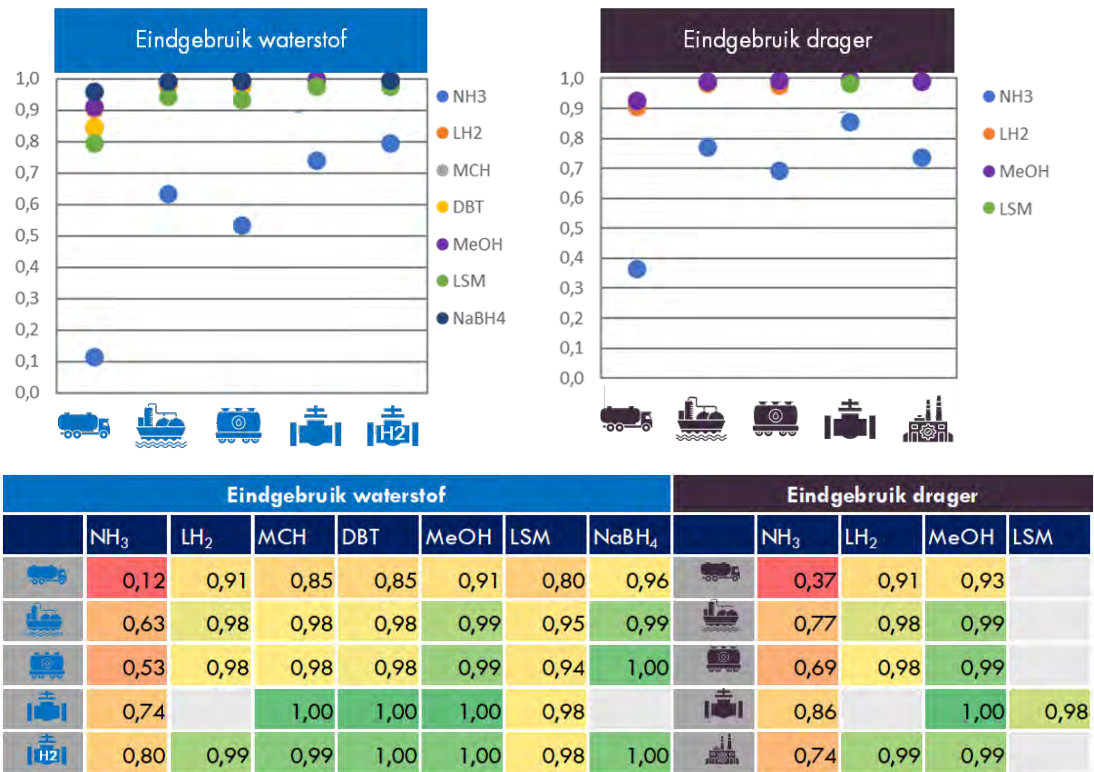 Eindgebruik waterstof
1,0
0,9
0,8
0,7
0,6
0,5
0,4
0,3
0,2
0,1
0,0
NH3
LH2
MCH
DBT
MeOH
LSM
NaBH4
H2
Eindgebruik drager
1,0
0,9
0,8
0,7
0,6
0,5
0,4
0,3
0,2
0,1
0,0
NH3
LH2
MeOH
LSM
Eindgebruik waterstof Eindgebruik drager
NH₃ LH₂ MCH DBT MeOH LSM NaBH₄ NH₃ LH₂ MeOH LSM
0,12 0,91 0,85 0,85 0,91 0,80 0,96 0,37 0,91 0,93
0,63 0,98 0,98 0,98 0,99 0,95 0,99 0,77 0,98 0,99
0,53 0,98 0,98 0,98 0,99 0,94 1,00 0,69 0,98 0,99
0,74 1,00 1,00 1,00 0,98 0,86 1,00 0,98
H2 0,80 0,99 0,99 1,00 1,00 0,98 1,00 0,74 0,99 0,99